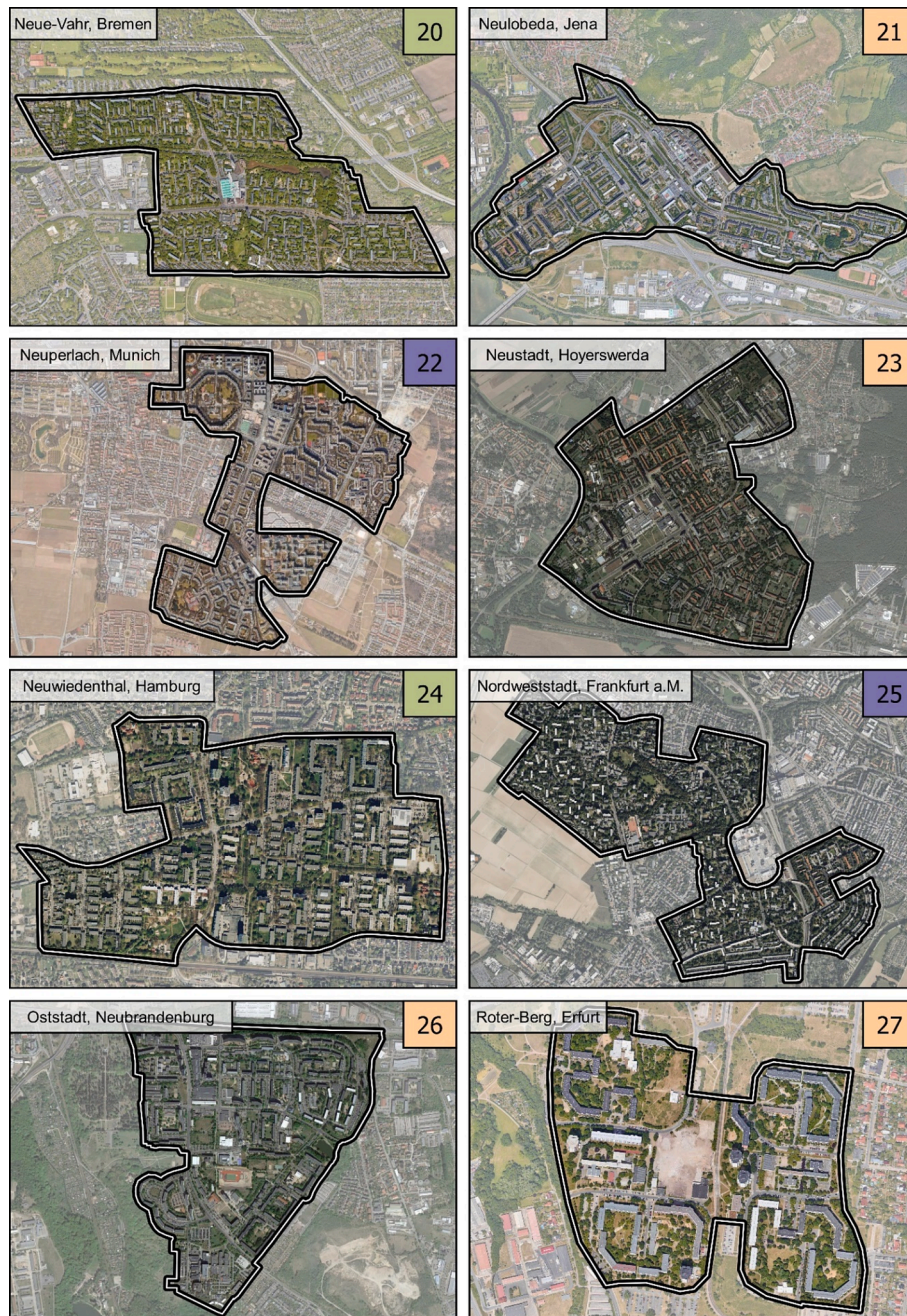 Neue-Vahr, Bremen
20
Neulobeda, Jena
21
Neuperlach, Munich
22
Neustadt, Hoyerswerda
23
Neuwiedenthal, Hamburg
24
Nordweststadt, Frankfurt a.M.
25
Oststadt, Neubrandenburg
26
Roter-Berg, Erfurt
27